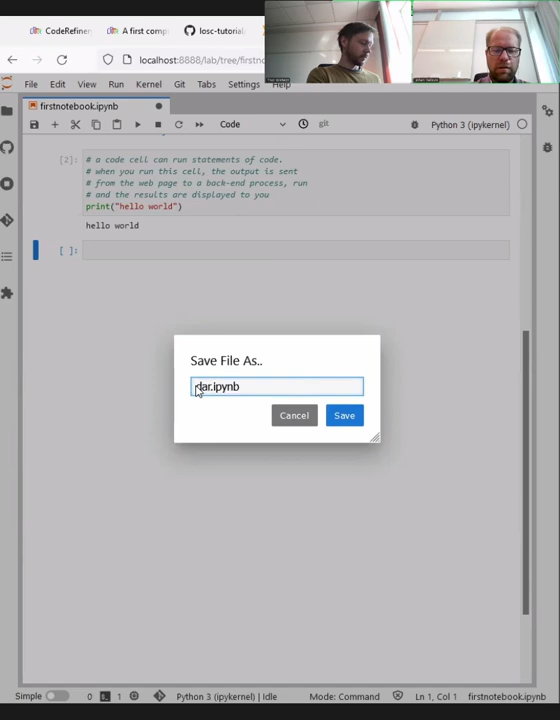 CodeRefiner
A first comp
losc-tutorial
localhost:8888/lab/tree/firstno
File Edit View Run Kernel Git Tabs Settings Help
firstnotebook.ipynb
Code
git
Python 3 (ipykernel)
[2]: # a code cell can run statements of code.
# when you run this cell, the output is sent
# from the web page to a back-end process, run
# and the results are displayed to you
print("hello world")
hello world
[ ]:
Save File As..
dar.ipynb
Cancel
Save
Simple 0 1 Python 3 (ipykernel) | Idle Mode: Command Ln 1, Col 1 firstnotebook.ipynb